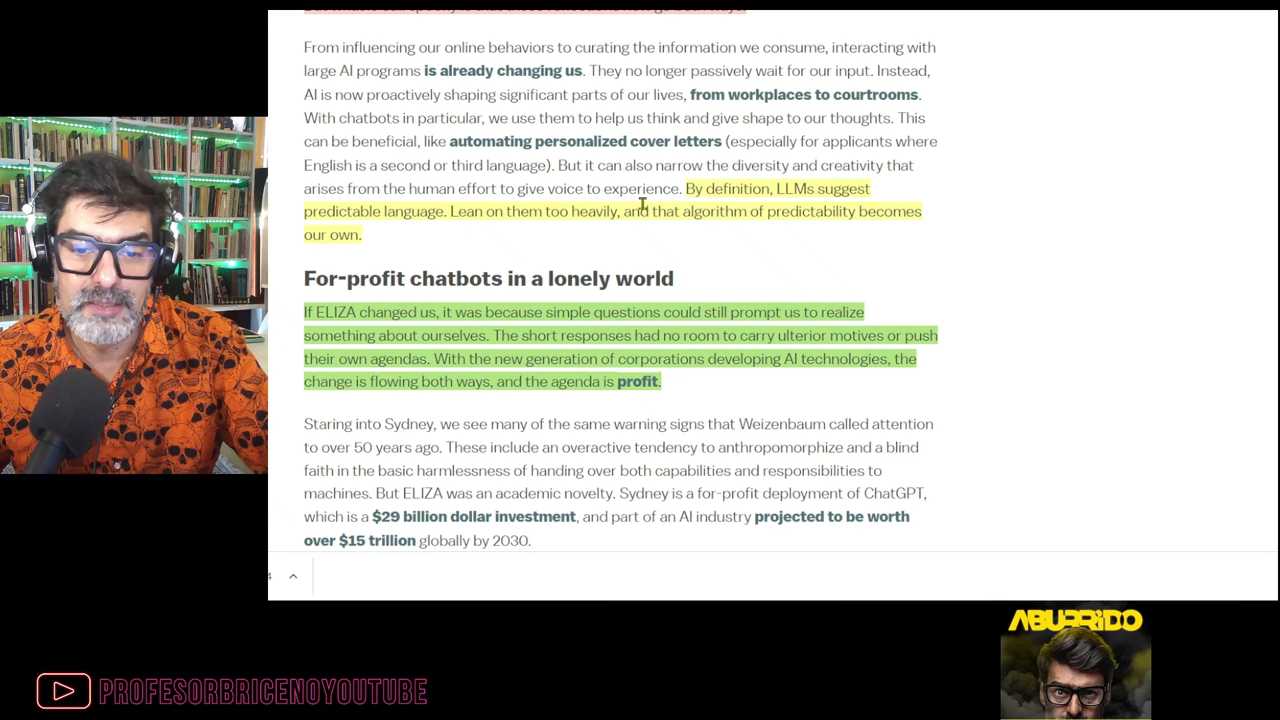 From influencing our online behaviors to curating the information we consume, interacting with
large AI programs is already changing us. They no longer passively wait for our input. Instead,
AI is now proactively shaping significant parts of our lives, from workplaces to courtrooms.
With chatbots in particular, we use them to help us think and give shape to our thoughts. This
can be beneficial, like automating personalized cover letters (especially for applicants where
English is a second or third language). But it can also narrow the diversity and creativity that
arises from the human effort to give voice to experience. By definition, LLMs suggest
predictable language. Lean on them too heavily, and that algorithm of predictability becomes
our own.
For-profit chatbots in a lonely world
If ELIZA changed us, it was because simple questions could still prompt us to realize
something about ourselves. The short responses had no room to carry ulterior motives or push
their own agendas. With the new generation of corporations developing AI technologies, the
change is flowing both ways, and the agenda is profit.
Staring into Sydney, we see many of the same warning signs that Weizenbaum called attention
to over 50 years ago. These include an overactive tendency to anthropomorphize and a blind
faith in the basic harmlessness of handing over both capabilities and responsibilities to
machines. But ELIZA was an academic novelty. Sydney is a for-profit deployment of ChatGPT,
which is a $29 billion dollar investment, and part of an AI industry projected to be worth
over $15 trillion globally by 2030.
ABURRIDO
PROFESORBRICENOYOUTUBE